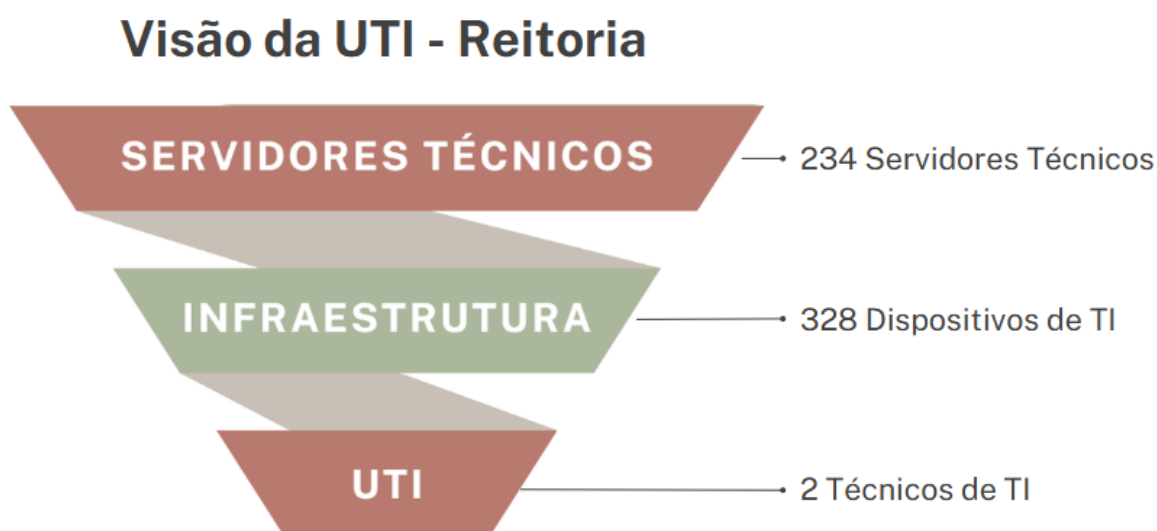 Visão da UTI - Reitoria
SERVIDORES TÉCNICOS
234 Servidores Técnicos
INFRAESTRUTURA
328 Dispositivos de TI
UTI
2 Técnicos de TI